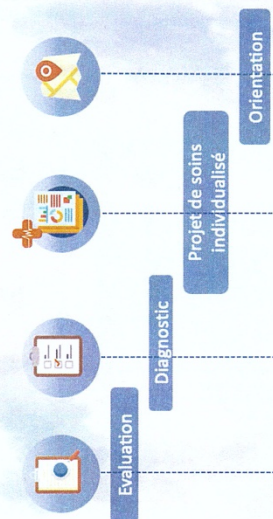 Evaluation
Diagnostic
Projet de soins
individualisé
Orientation